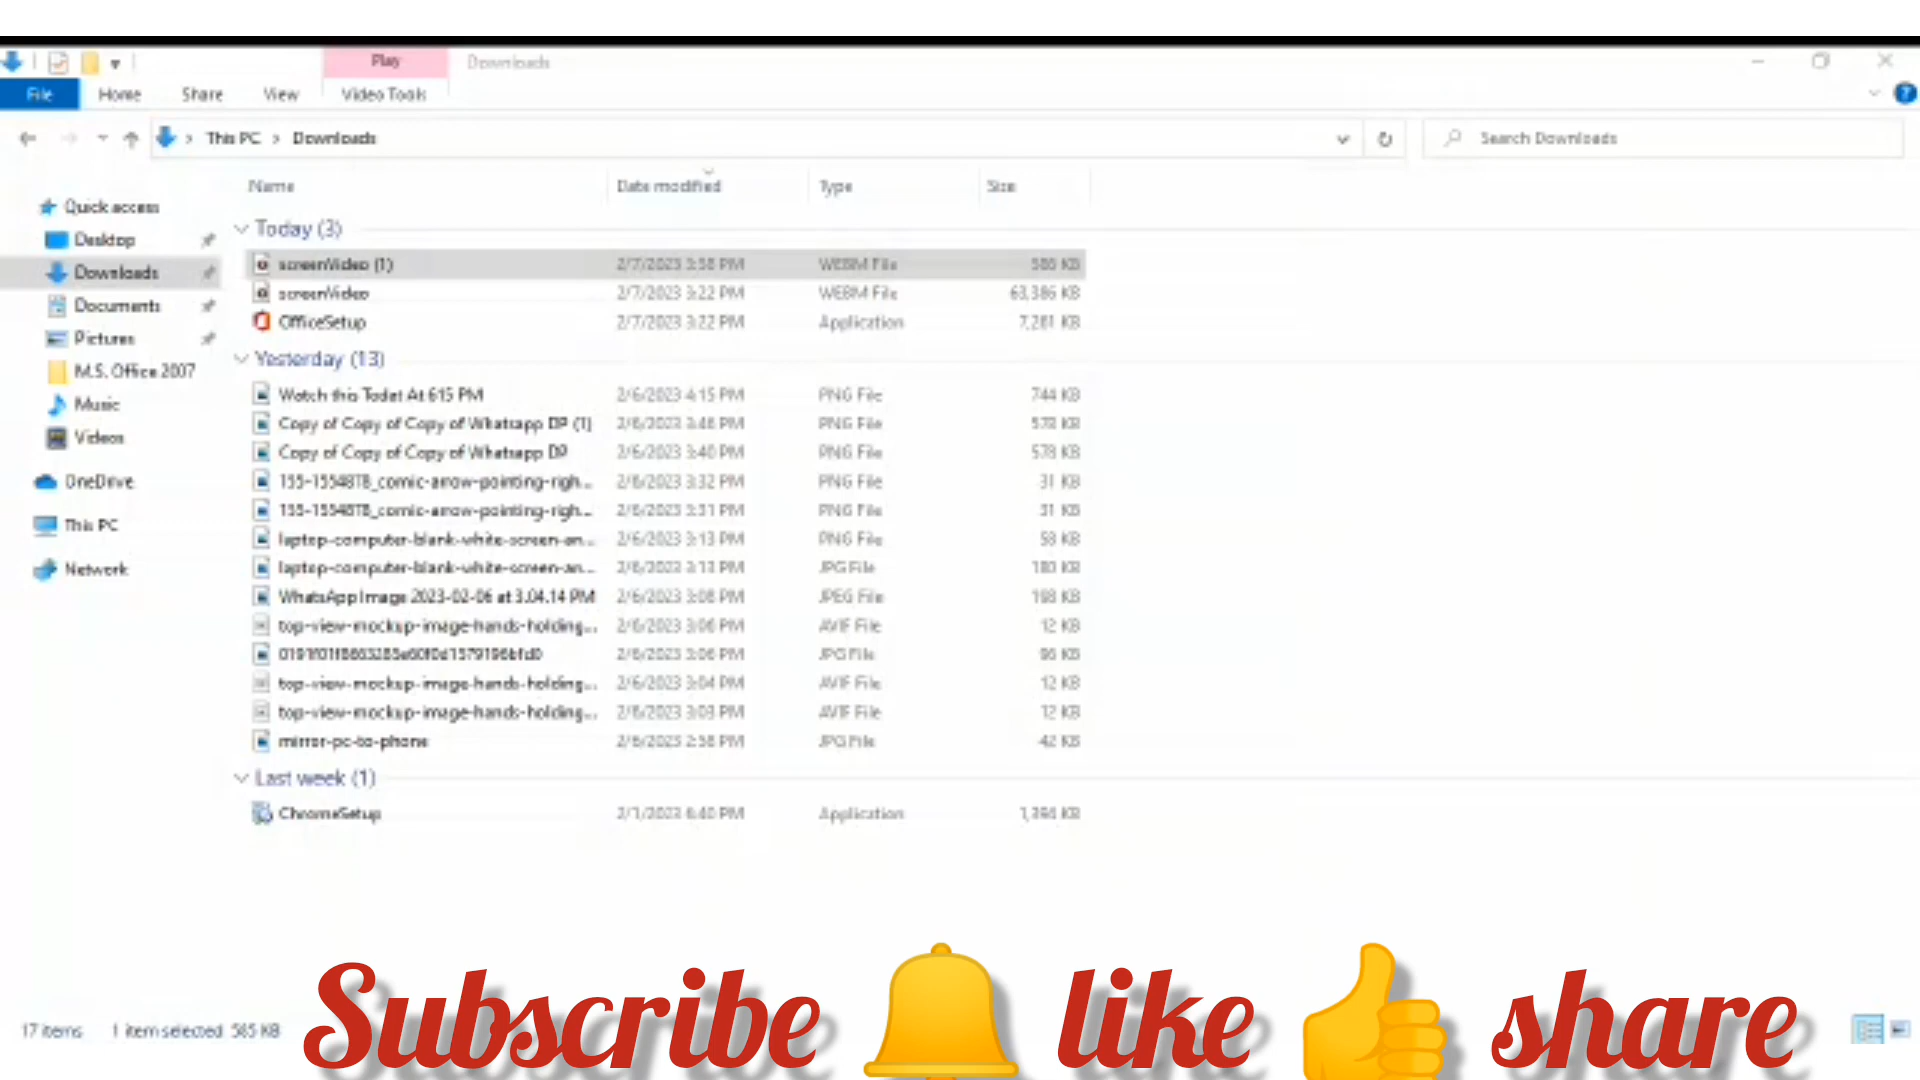 Play Downloads
File Home Share View Video Tools
This PC > Downloads Search Downloads
Name Date modified Type Size
Quick access
Desktop
Downloads
Documents
Pictures
M.S. Office 2007
Music
Videos
OneDrive
This PC
Network
Today (3)
screenVideo (1) 2/7/2023 3:58 PM WEBM File
screenVideo 2/7/2023 3:22 PM WEBM File 63,386 KB
OfficeSetup 2/7/2023 3:22 PM Application 7,281 KB
Yesterday (13)
Watch this Todat At 615 PM 2/6/2023 4:15 PM PNG File 744 KB
Copy of Copy of Copy of Whatsapp DP (1) 2/6/2023 3:48 PM PNG File 578 KB
Copy of Copy of Copy of Whatsapp DP 2/6/2023 3:40 PM PNG File 578 KB
155-1554878_comic-arrow-pointing-righ... 2/6/2023 3:32 PM PNG File 31 KB
155-1554878_comic-arrow-pointing-righ... 2/6/2023 3:31 PM PNG File 31 KB
laptop-computer-blank-white-screen-an... 2/6/2023 3:13 PM PNG File 58 KB
laptop-computer-blank-white-screen-an... 2/6/2023 3:13 PM JPG File 180 KB
WhatsApp Image 2023-02-06 at 3.04.14 PM 2/6/2023 3:08 PM JPEG File 198 KB
top-view-mockup-image-hands-holding... 2/6/2023 3:06 PM AVIF File 12 KB
2/6/2023 3:06 PM JPG File 96 KB
top-view-mockup-image-hands-holding... 2/6/2023 3:04 PM AVIF File 12 KB
top-view-mockup-image-hands-holding... 2/6/2023 3:03 PM AVIF File 12 KB
mirror-pc-to-phone 2/6/2023 2:58 PM JPG File 42 KB
Last week (1)
ChromeSetup 2/1/2023 6:40 PM Application
17 items 1 item selected 585 KB
Subscribe like share